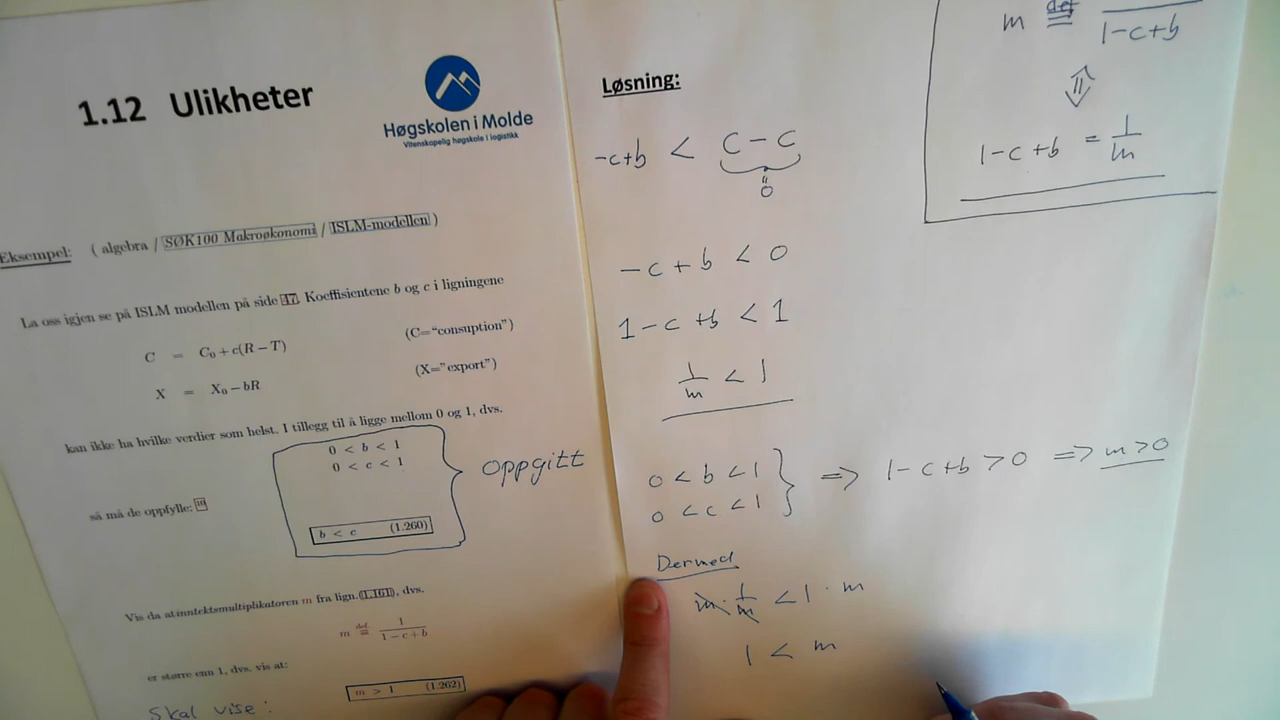 1.12 Ulikheter
Høgskolen i Molde
Vitenskapelig høgskole i logistikk
Eksempel: ( algebra / SØK100 Makroøkonomi / ISLM-modellen )
La oss igjen se på ISLM modellen på side 47. Koeffisientene b og c i ligningene
C = C₀ + c(R − T) (C="consuption")
X = X₀ − bR (X="export")
kan ikke ha hvilke verdier som helst. I tillegg til å ligge mellom 0 og 1, dvs.
0 < b < 1
0 < c < 1
oppgitt
så må de oppfylle:
b < c (1.260)
Vis da at inntektsmultiplikatoren m fra lign.(1.161), dvs.
m def. ≡ 1 / 1 − c + b
er større enn 1, dvs. vis at:
m > 1 (1.262)
Skal vise:
Løsning:
-c+b < C - c
"
0
-c + b < 0
1 - c + b < 1
1/m < 1
0 < b < 1
0 < c < 1 } => 1-c+b > 0 => m > 0
Dermed
m · 1/m < 1 · m
1 < m
m def ≡ 1-c+b
⇕
1-c+b = 1/m